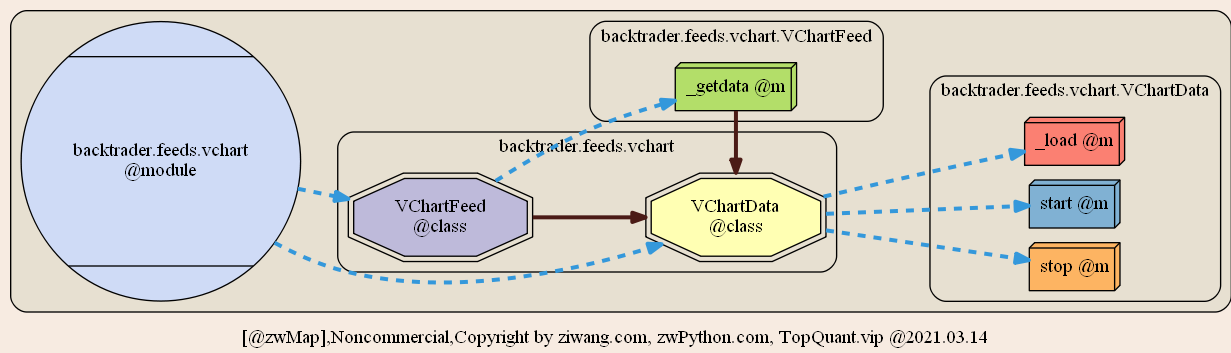 backtrader.feeds.vchart
@module
backtrader.feeds.vchart
VChartFeed
@class
VChartData
@class
backtrader.feeds.vchart.VChartFeed
_getdata @m
backtrader.feeds.vchart.VChartData
_load @m
start @m
stop @m
[@zwMap],Noncommercial,Copyright by ziwang.com, zwPython.com, TopQuant.vip @2021.03.14